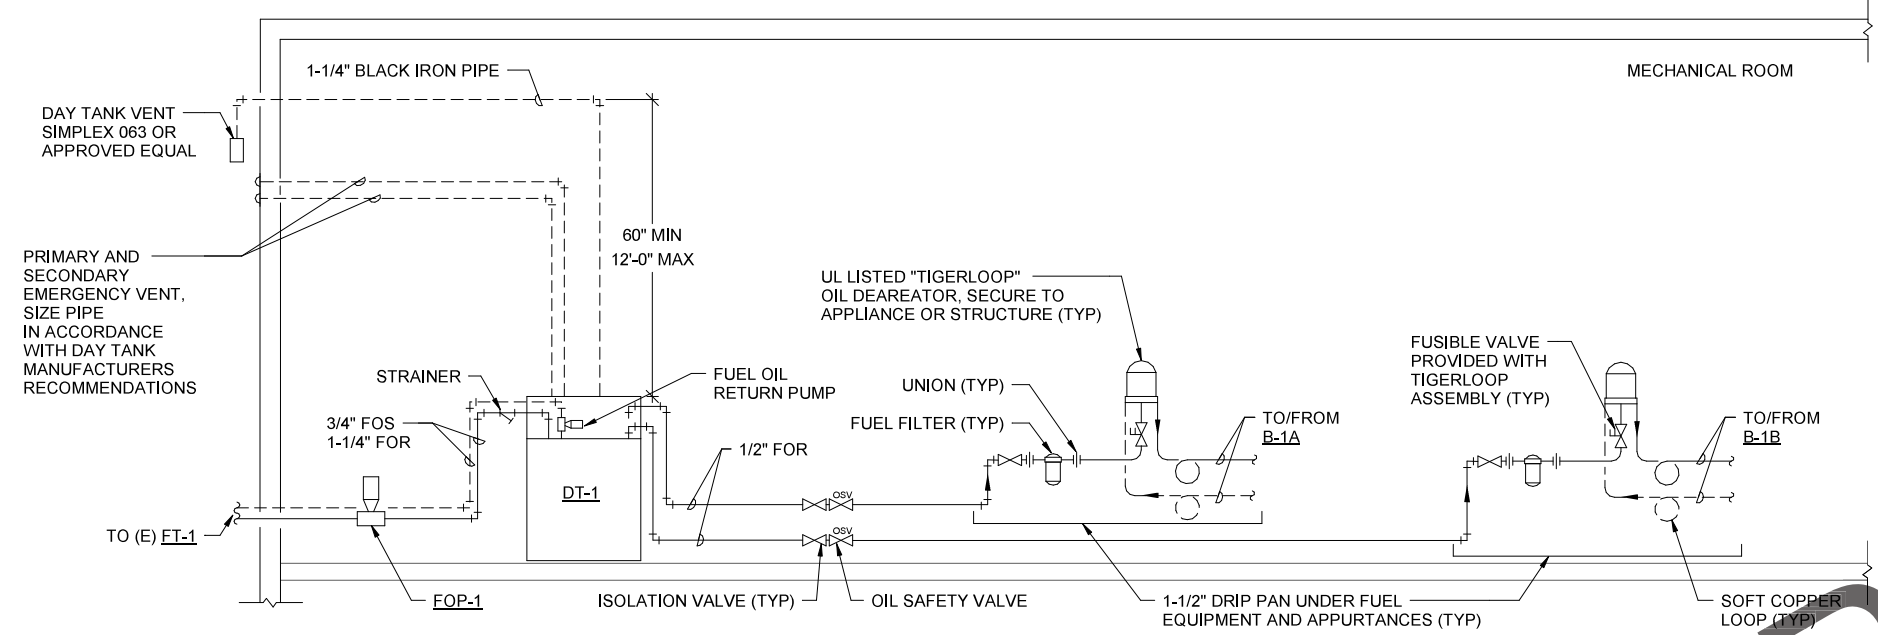 1-1/4" BLACK IRON PIPE
MECHANICAL ROOM
DAY TANK VENT
SIMPLEX 063 OR
APPROVED EQUAL
60" MIN
12'-0" MAX
PRIMARY AND
SECONDARY
EMERGENCY VENT,
SIZE PIPE
IN ACCORDANCE
WITH DAY TANK
MANUFACTURERS
RECOMMENDATIONS
UL LISTED "TIGERLOOP"
OIL DEAREATOR, SECURE TO
APPLIANCE OR STRUCTURE (TYP)
FUSIBLE VALVE
PROVIDED WITH
TIGERLOOP
ASSEMBLY (TYP)
STRAINER
FUEL OIL
RETURN PUMP
UNION (TYP)
FUEL FILTER (TYP)
TO/FROM
B-1A
TO/FROM
B-1B
3/4" FOS
1-1/4" FOR
1/2" FOR
DT-1
OSV
OSV
TO (E) FT-1
FOP-1
ISOLATION VALVE (TYP)
OIL SAFETY VALVE
1-1/2" DRIP PAN UNDER FUEL
EQUIPMENT AND APPURTANCES (TYP)
SOFT COPPER
LOOP (TYP)